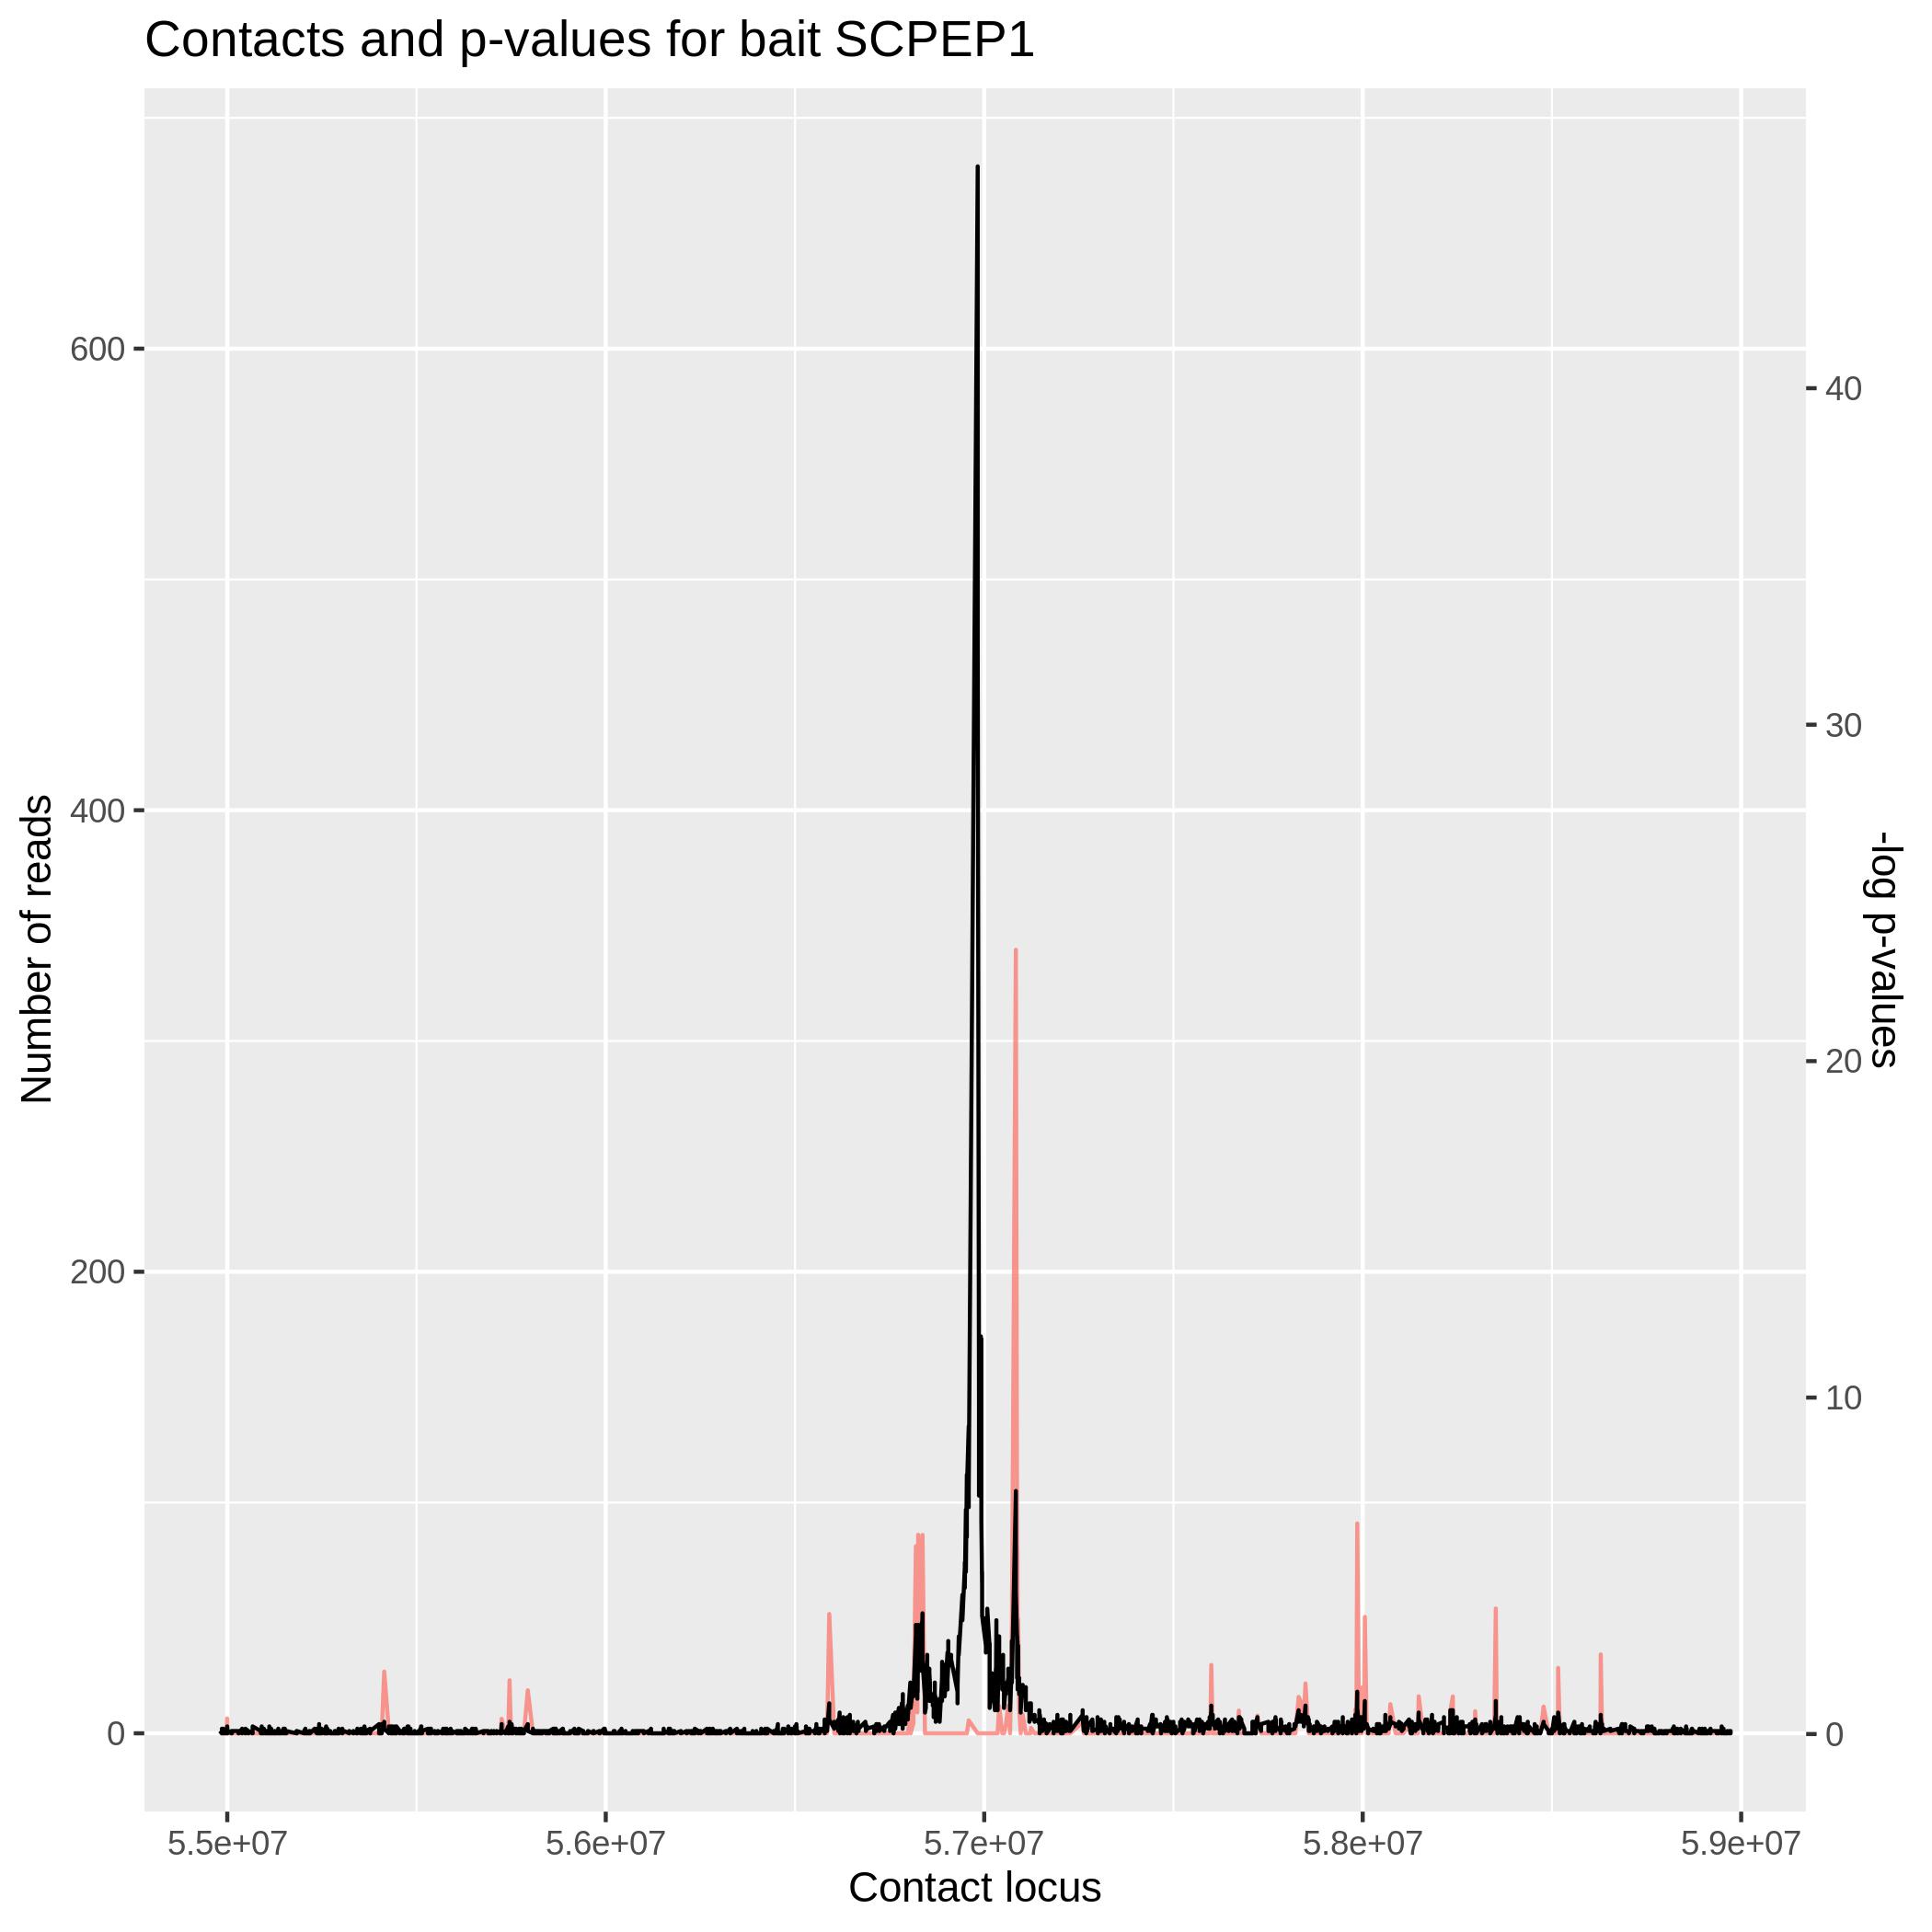 Contacts and p-values for bait SCPEP1
Number of reads
600
400
200
0
40
30
20
10
0
-log p-values
5.5e+07
5.6e+07
5.7e+07
5.8e+07
5.9e+07
Contact locus